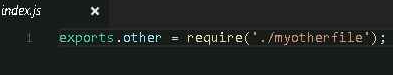 index.js ×
1 exports.other = require('./myotherfile');